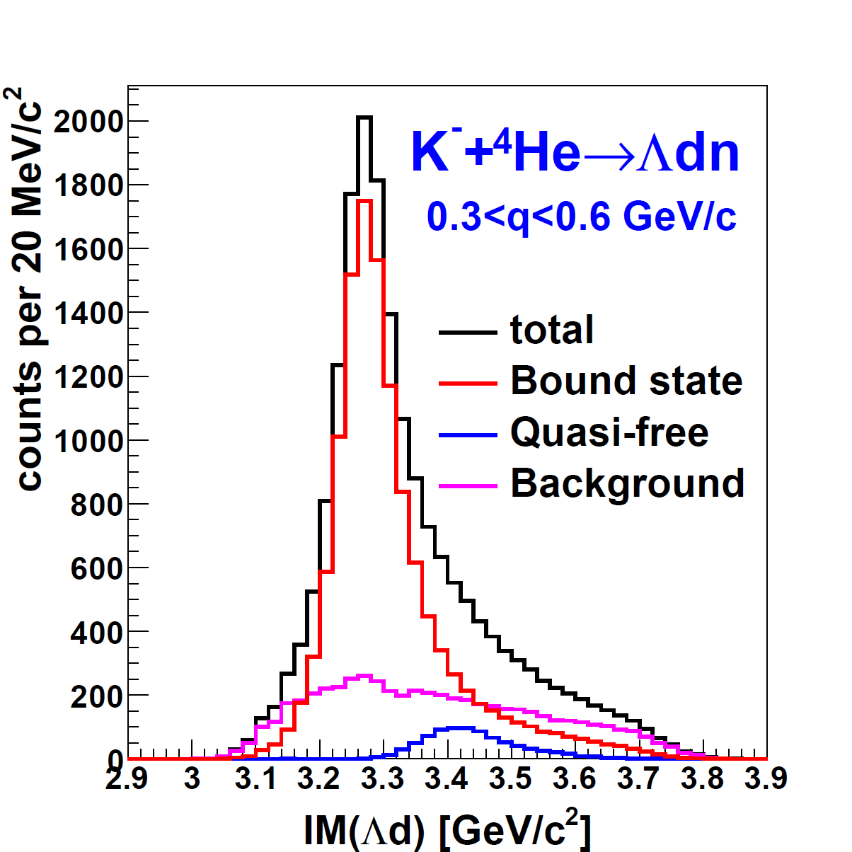 K⁻+⁴He→Λdn
0.3<q<0.6 GeV/c
total
Bound state
Quasi-free
Background
counts per 20 MeV/c²
2000
1800
1600
1400
1200
1000
800
600
400
200
0
2.9 3 3.1 3.2 3.3 3.4 3.5 3.6 3.7 3.8 3.9
IM(Λd) [GeV/c²]